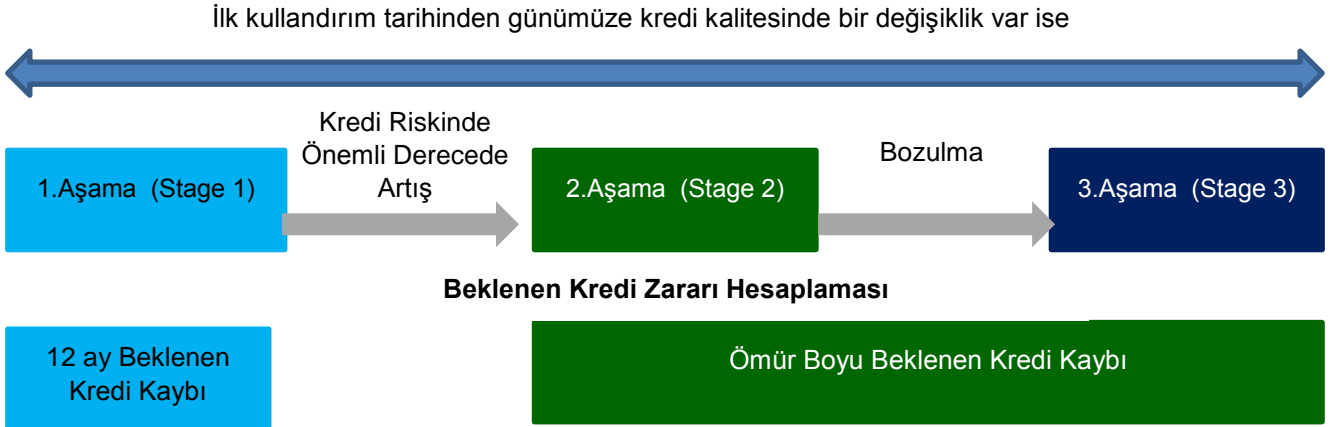 İlk kullandırım tarihinden günümüze kredi kalitesinde bir değişiklik var ise
Kredi Riskinde
Önemli Derecede
Artış
Bozulma
1.Aşama (Stage 1)
2.Aşama (Stage 2)
3.Aşama (Stage 3)
Beklenen Kredi Zararı Hesaplaması
12 ay Beklenen
Kredi Kaybı
Ömür Boyu Beklenen Kredi Kaybı